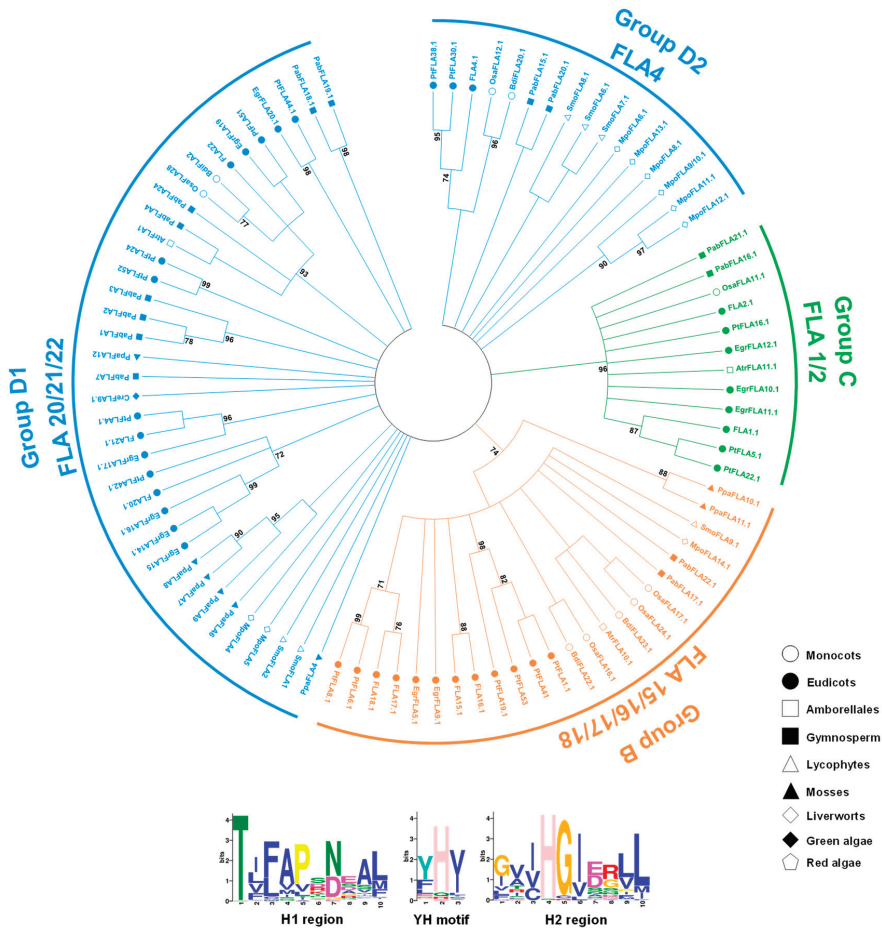 Group D2
FLA4
PtFLA38.1
PtFLA30.1
FLA4.1
OsaFLA12.1
BdiFLA20.1
PabFLA15.1
PabFLA20.1
SmoFLA8.1
SmoFLA6.1
SmoFLA7.1
MpoFLA6.1
MpoFLA13.1
MpoFLA8.1
MpoFLA9/10.1
MpoFLA11.1
MpoFLA12.1
95
74
96
90
97
Group C
FLA 1/2
PabFLA21.1
PabFLA16.1
OsaFLA11.1
FLA2.1
PtFLA16.1
EgrFLA12.1
AtrFLA11.1
EgrFLA10.1
EgrFLA11.1
FLA1.1
PtFLA5.1
PtFLA22.1
96
87
Group B
FLA 15/16/17/18
PpaFLA10.1
PpaFLA11.1
SmoFLA9.1
MpoFLA14.1
PabFLA22.1
PabFLA17.1
OsaFLA17.1
OsaFLA24.1
BdiFLA23.1
AtrFLA10.1
OsaFLA16.1
BdiFLA22.1
PtFLA1.1
PtFLA41
PtFLA53
PtFLA19.1
FLA16.1
FLA15.1
EgrFLA9.1
EgrFLA5.1
FLA17.1
FLA18.1
PtFLA6.1
PtFLA8.1
88
74
98
82
88
71
76
99
Group D1
FLA 20/21/22
PpaFLA4
SmoFLA1
SmoFLA2
MpoFLA5
MpoFLA4
PpaFLA6
PpaFLA9
PpaFLA7
PpaFLA8
EgrFLA15
EgrFLA14.1
EgrFLA16.1
FLA20.1
PtFLA42.1
EgrFLA17.1
FLA21.1
PtFLA4.1
CreFLA9.1
PabFLA7
PpaFLA12
PabFLA1
PabFLA2
PabFLA3
PtFLA52
PtFLA24
AtrFLA1
PabFLA4
PabFLA24
OsaFLA28
BdiFLA2
FLA22
EgrFLA19
PtFLA51
EgrFLA20.1
PtFLA44.1
PabFLA18.1
PabFLA19.1
90
95
99
72
96
78
96
99
93
77
98
98
Monocots
Eudicots
Amborellales
Gymnosperm
Lycophytes
Mosses
Liverworts
Green algae
Red algae
H1 region
YH motif
H2 region